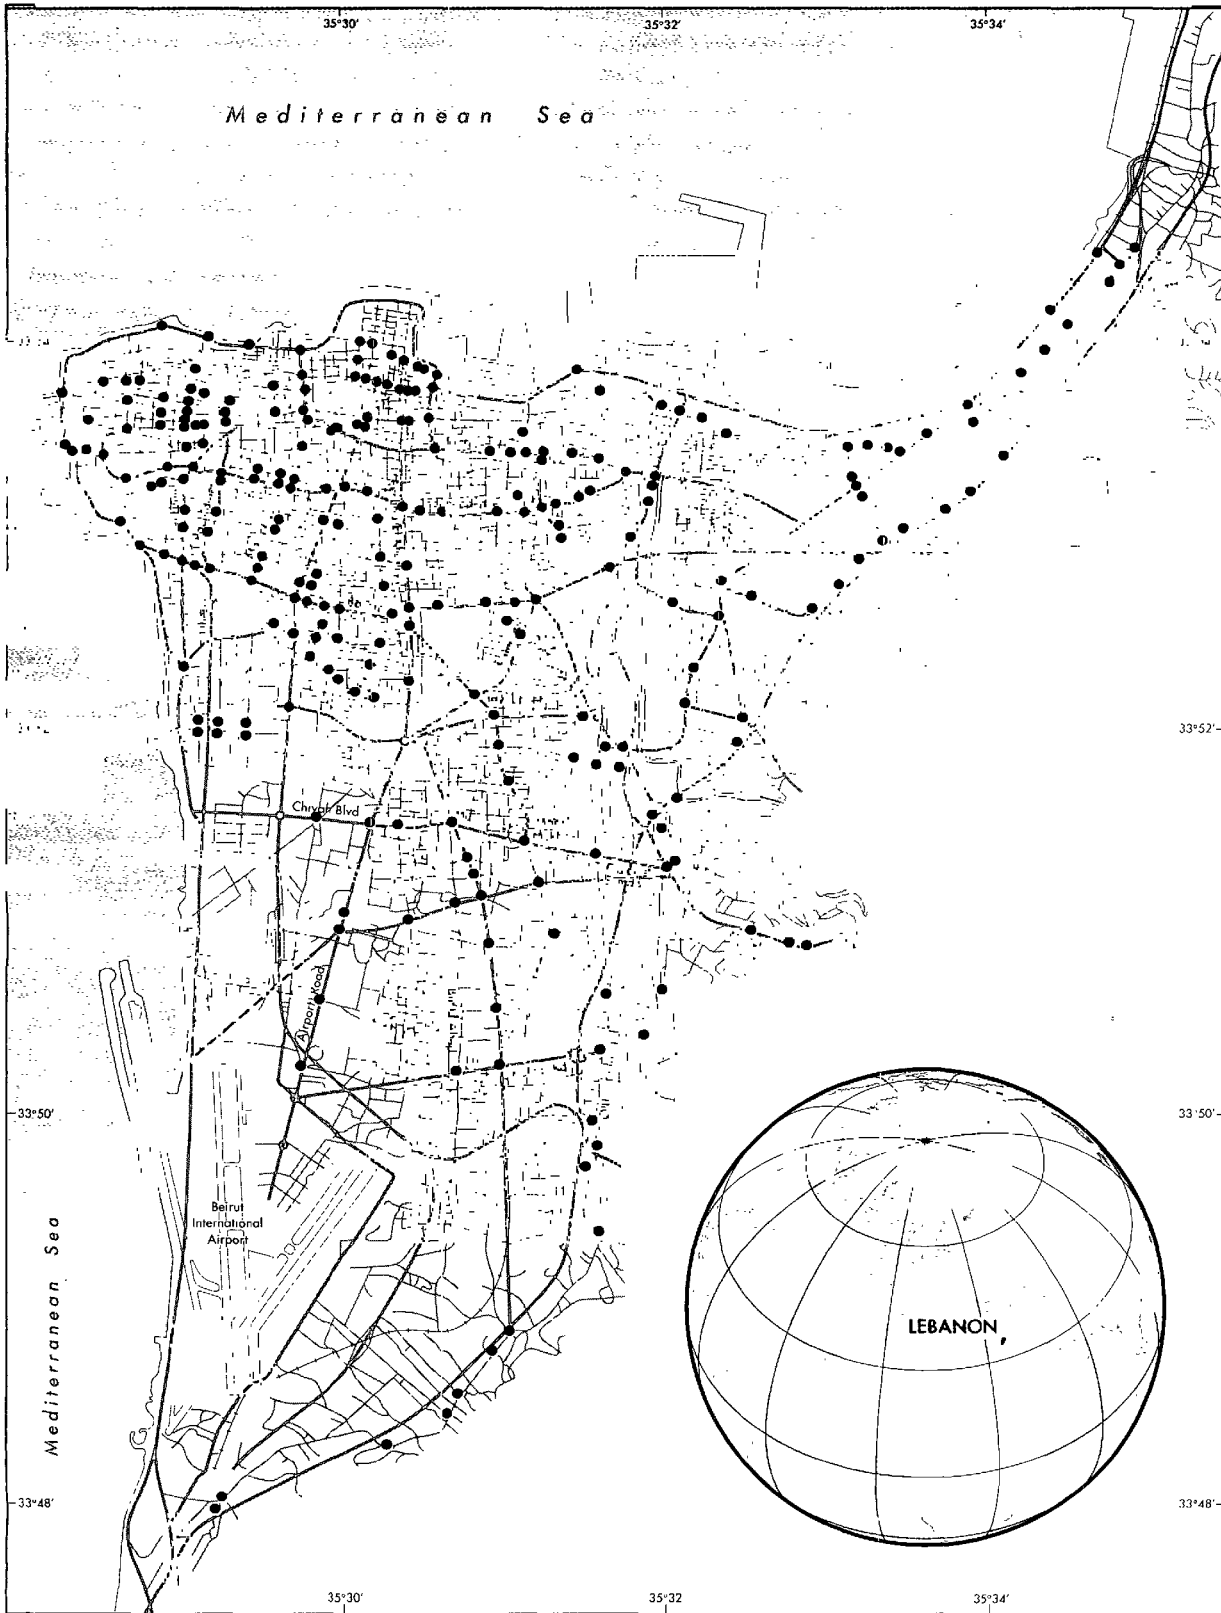 35°30'
35°32'
35°34'
Mediterranean Sea
33°52'
Chiyah Blvd
Airport Road
33°50'
33°50'
Beirut
International
Airport
Mediterranean Sea
LEBANON
33°48'
33°48'
35°30'
35°32'
35°34'